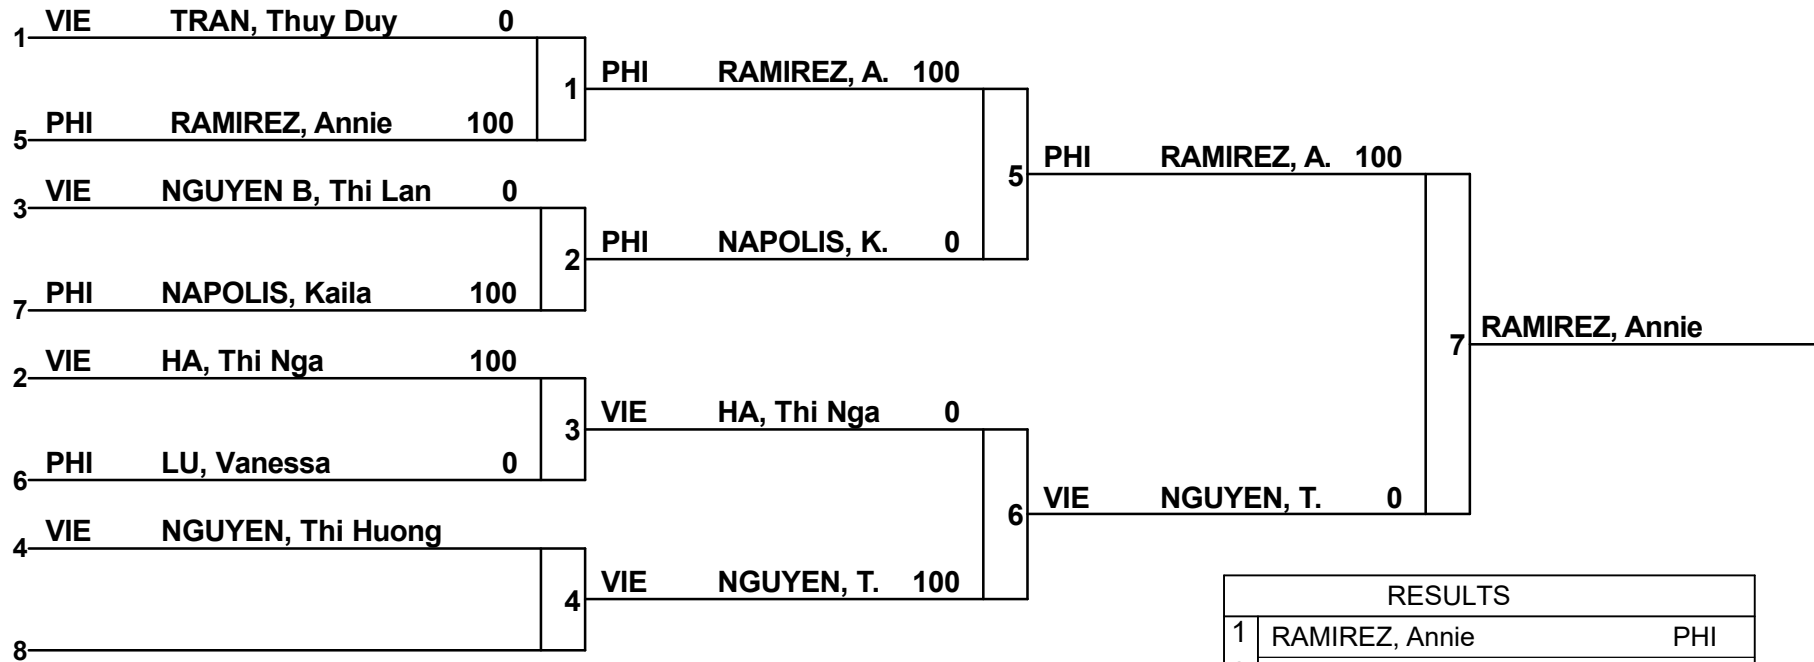 1 VIE TRAN, Thuy Duy 0
1 PHI RAMIREZ, A. 100
5 PHI RAMIREZ, Annie 100
5 PHI RAMIREZ, A. 100
3 VIE NGUYEN B, Thi Lan 0
2 PHI NAPOLIS, K. 0
7 PHI NAPOLIS, Kaila 100
7 RAMIREZ, Annie
2 VIE HA, Thi Nga 100
3 VIE HA, Thi Nga 0
6 PHI LU, Vanessa 0
6 VIE NGUYEN, T. 0
4 VIE NGUYEN, Thi Huong
4 VIE NGUYEN, T. 100
8
RESULTS
1 RAMIREZ, Annie PHI